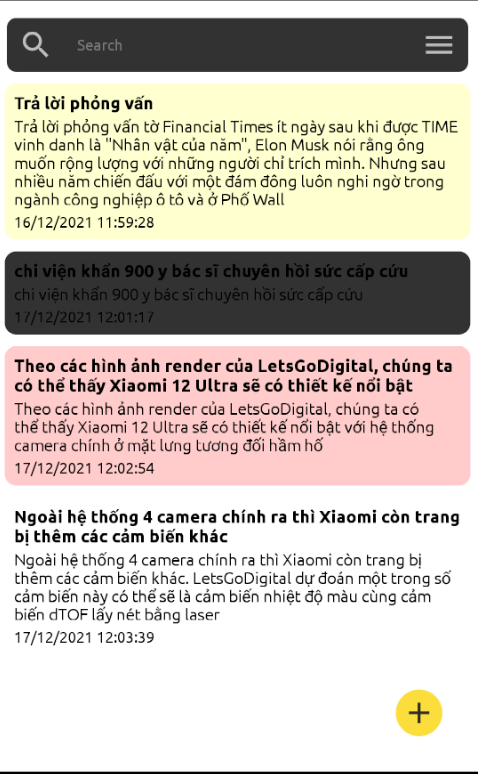 Search
Trả lời phỏng vấn
Trả lời phỏng vấn tờ Financial Times ít ngày sau khi được TIME
vinh danh là "Nhân vật của năm", Elon Musk nói rằng ông
muốn rộng lượng với những người chỉ trích mình. Nhưng sau
nhiều năm chiến đấu với một đám đông luôn nghi ngờ trong
ngành công nghiệp ô tô và ở Phố Wall
16/12/2021 11:59:28
chi viện khẩn 900 y bác sĩ chuyên hồi sức cấp cứu
chi viện khẩn 900 y bác sĩ chuyên hồi sức cấp cứu
17/12/2021 12:01:17
Theo các hình ảnh render của LetsGoDigital, chúng ta
có thể thấy Xiaomi 12 Ultra sẽ có thiết kế nổi bật
Theo các hình ảnh render của LetsGoDigital, chúng ta có
thể thấy Xiaomi 12 Ultra sẽ có thiết kế nổi bật với hệ thống
camera chính ở mặt lưng tương đối hầm hố
17/12/2021 12:02:54
Ngoài hệ thống 4 camera chính ra thì Xiaomi còn trang
bị thêm các cảm biến khác
Ngoài hệ thống 4 camera chính ra thì Xiaomi còn trang bị
thêm các cảm biến khác. LetsGoDigital dự đoán một trong số
cảm biến này có thể sẽ là cảm biến nhiệt độ màu cùng cảm
biến dTOF lấy nét bằng laser
17/12/2021 12:03:39